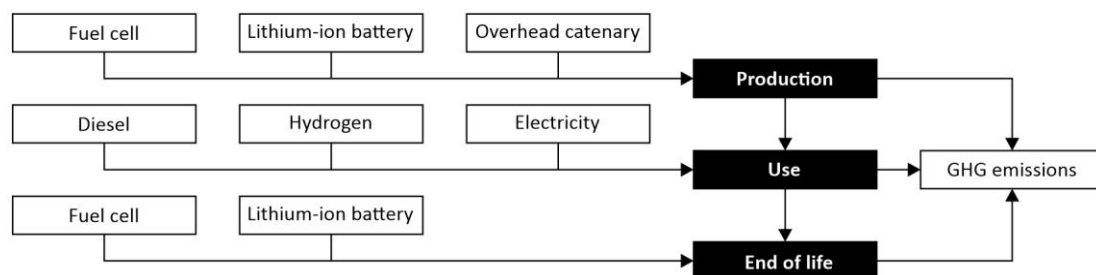 Fuel cell
Lithium-ion battery
Overhead catenary
Production
Diesel
Hydrogen
Electricity
Use
GHG emissions
Fuel cell
Lithium-ion battery
End of life